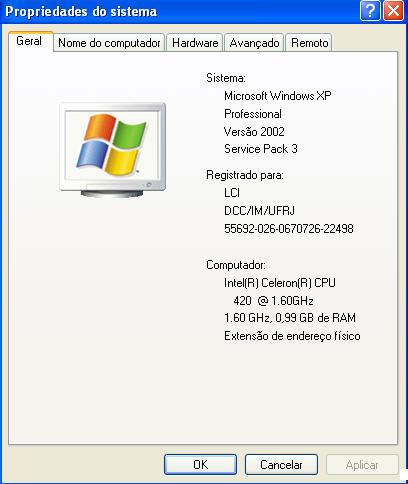 Propriedades do sistema
Geral
Nome do computador
Hardware
Avançado
Remoto
Sistema:
Microsoft Windows XP
Professional
Versão 2002
Service Pack 3
Registrado para:
LCI
DCC/IM/UFRJ
55692-026-0670726-22498
Computador:
Intel(R) Celeron(R) CPU
420 @ 1.60GHz
1.60 GHz, 0,99 GB de RAM
Extensão de endereço físico
OK
Cancelar
Aplicar